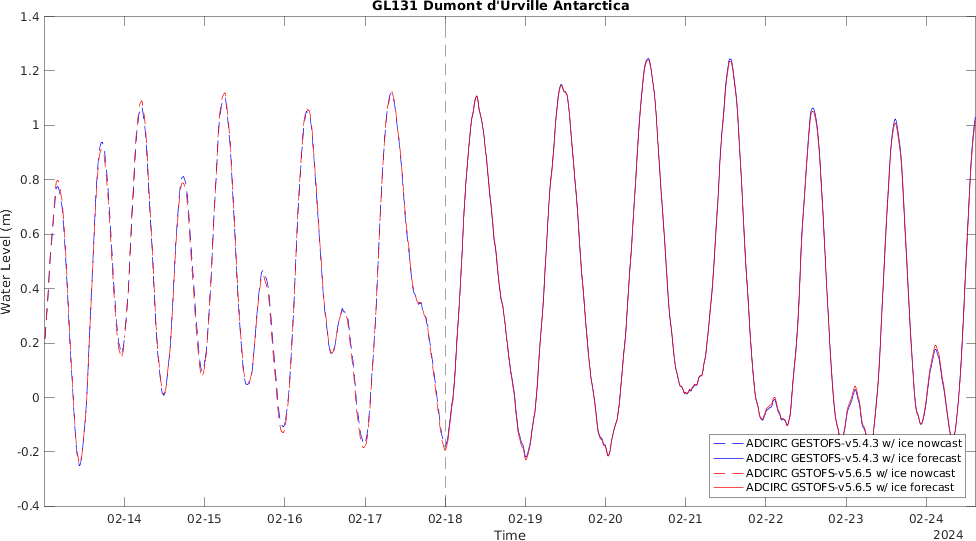 GL131 Dumont d'Urville Antarctica
1.4
1.2
1
0.8
0.6
0.4
0.2
0
-0.2
-0.4
Water Level (m)
ADCIRC GESTOFS-v5.4.3 w/ ice nowcast
ADCIRC GESTOFS-v5.4.3 w/ ice forecast
ADCIRC GSTOFS-v5.6.5 w/ ice nowcast
ADCIRC GSTOFS-v5.6.5 w/ ice forecast
02-14 02-15 02-16 02-17 02-18 02-19 02-20 02-21 02-22 02-23 02-24
Time
2024